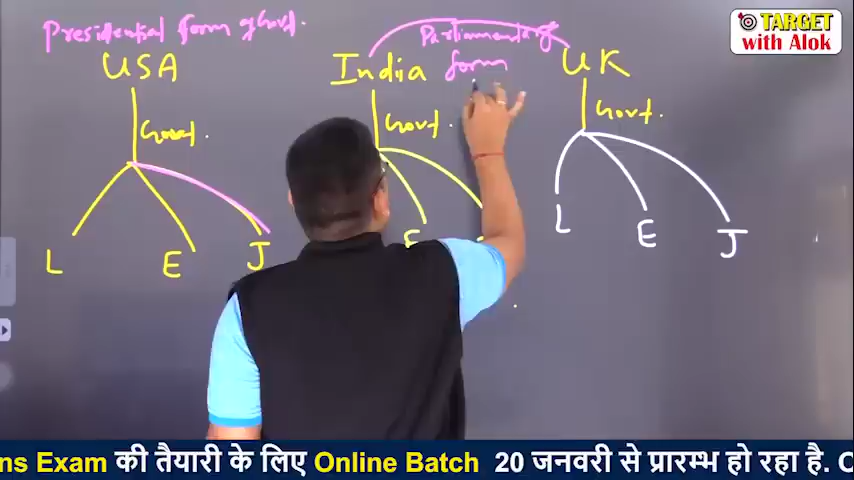 Presidential form of Govt.
Parliamentary
form
USA
India
UK
Govt.
Govt.
Govt.
L
E
J
E
L
E
J
TARGET
with Alok
ns Exam की तैयारी के लिए Online Batch 20 जनवरी से प्रारम्भ हो रहा है. C